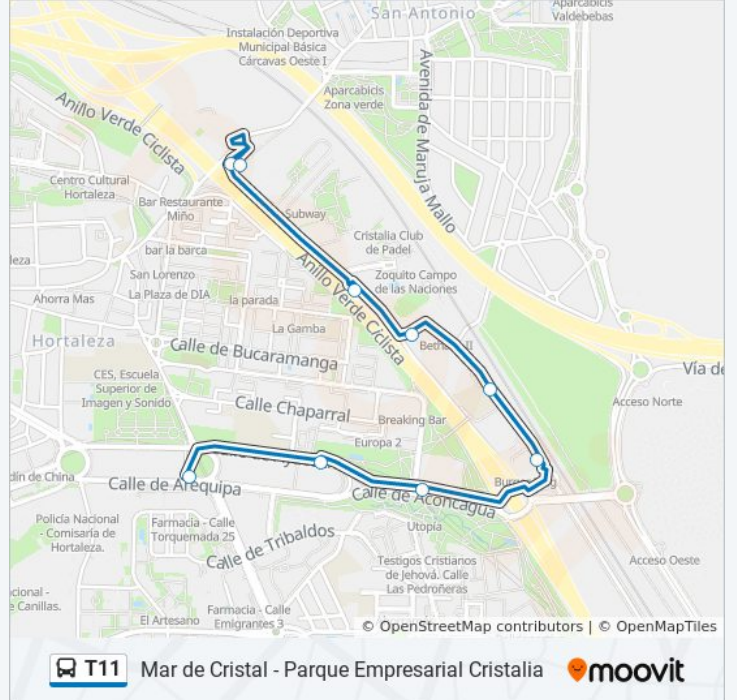 Aparcabicis
Valdebebas
San Antonio
Instalación Deportiva
Municipal Básica
Cárcavas Oeste I
Avenida de Maruja Mallo
Aparcabicis
Zona verde
Anillo Verde Ciclista
Centro Cultural
Hortaleza
Bar Restaurante
Miño
Subway
Cristalia Club
de Padel
bar la barca
leza
San Lorenzo
Zoquito Campo
de las Naciones
Anillo Verde Ciclista
Ahorra Mas
La Plaza de DIA
la parada
La Gamba
Hortaleza
Calle de Bucaramanga
Vía de
CES, Escuela
Superior de
Imagen y Sonido
Acceso Norte
Calle Chaparral
Breaking Bar
Europa 2
dín de China
Calle de Arequipa
Calle de Aconcagua
Policía Nacional
- Comisaría de
Hortaleza.
Farmacia - Calle
Torquemada 25
Utopía
Calle de Tribaldos
Testigos Cristianos
de Jehová. Calle
Las Pedroñeras
Acceso Oeste
cional -
e Canillas.
El Artesano
Farmacia - Calle
Emigrantes 3
© OpenStreetMap contributors | © OpenMapTiles
T11 Mar de Cristal - Parque Empresarial Cristalia
moovit